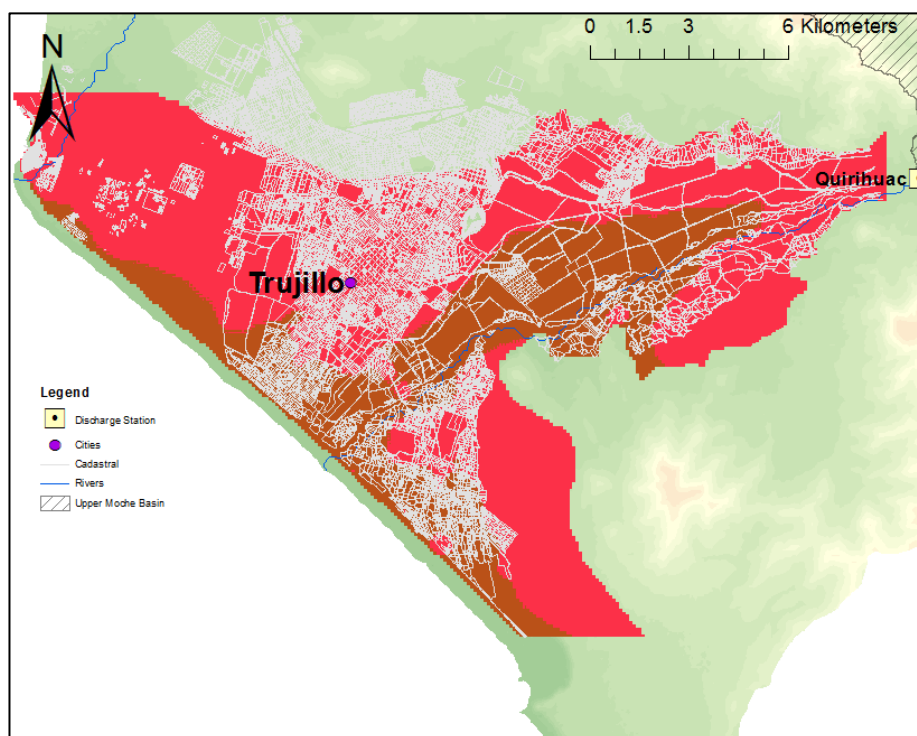 0 1.5 3 6 Kilometers
N
Quirihuac
Trujillo
Legend
Discharge Station
Cities
Cadastral
Rivers
Upper Moche Basin